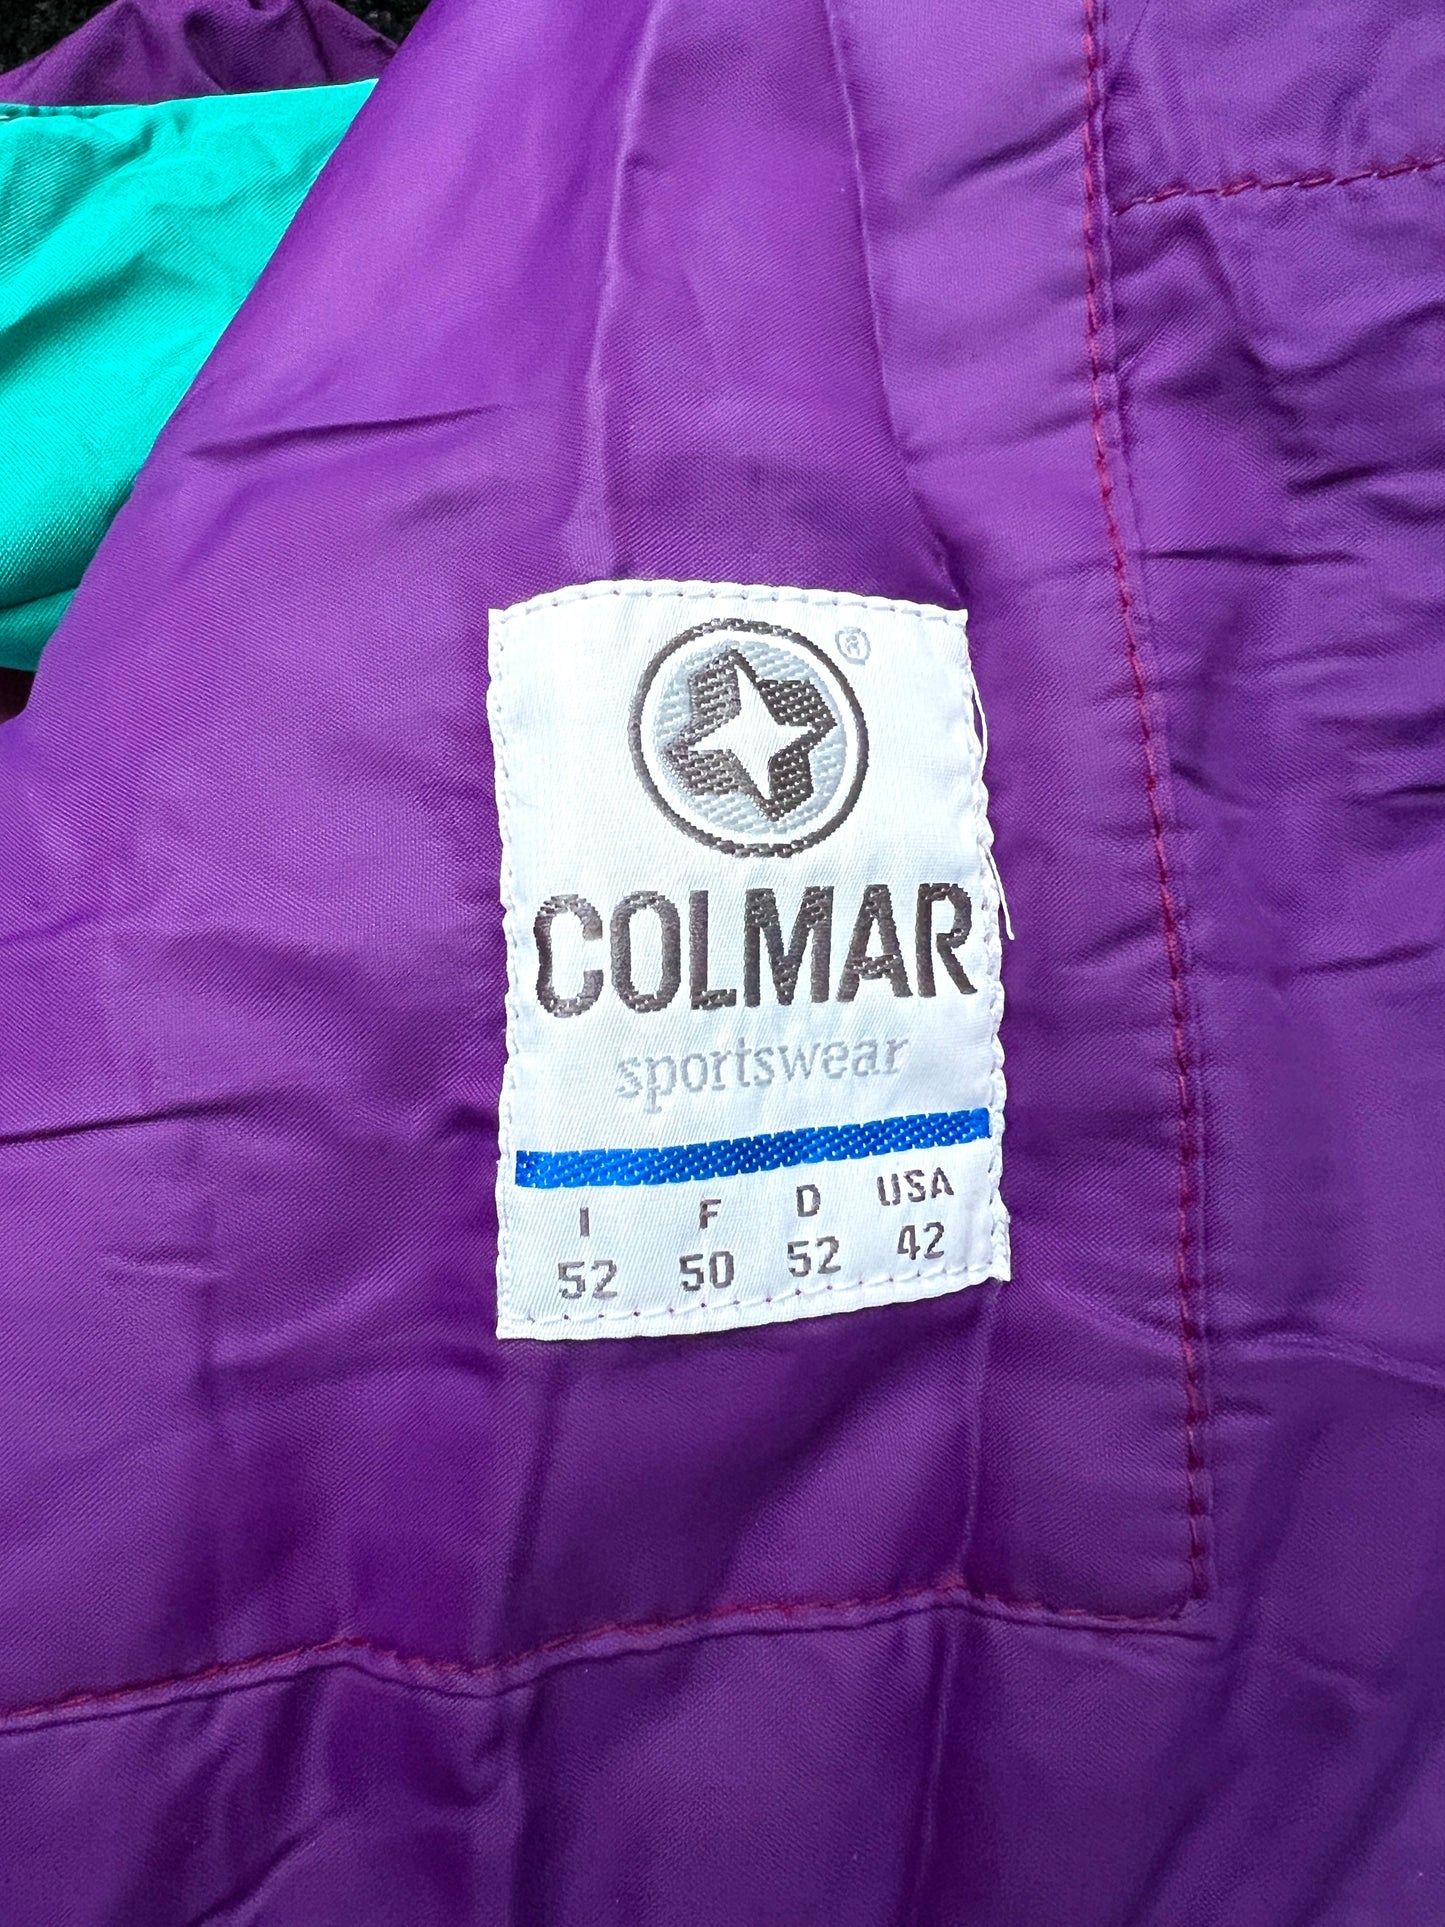 ®
COLMAR
sportswear
I F D USA
52 50 52 42